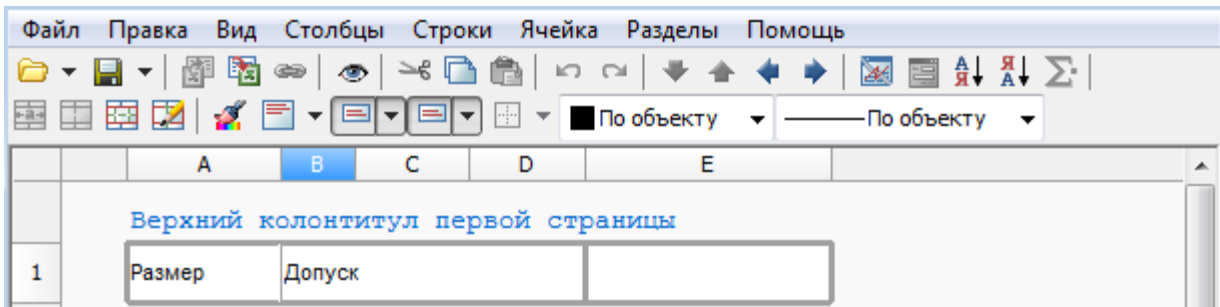 Файл Правка Вид Столбцы Строки Ячейка Разделы Помощь
По объекту По объекту
A B C D E
Верхний колонтитул первой страницы
1 Размер Допуск